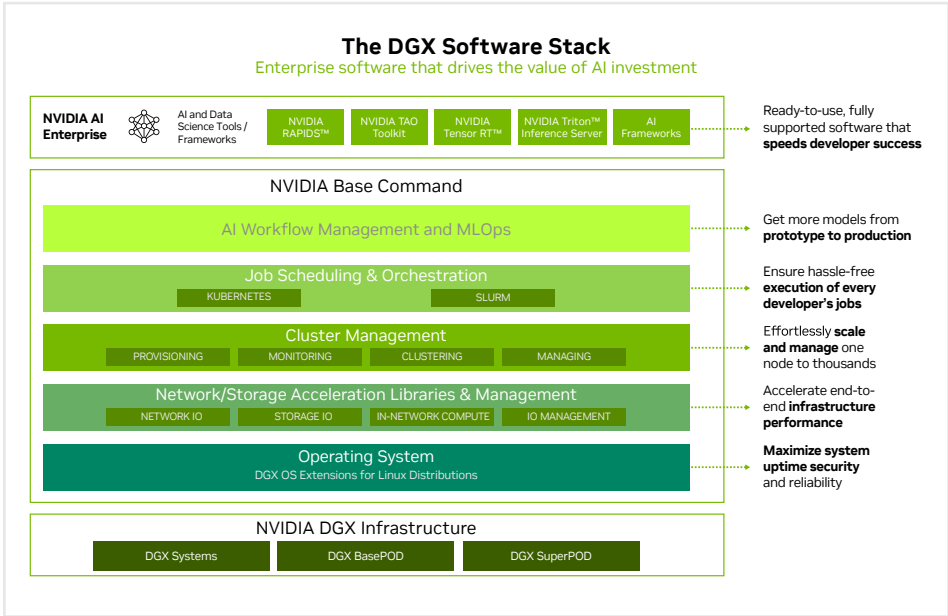 The DGX Software Stack
Enterprise software that drives the value of AI investment
NVIDIA AI
Enterprise
AI and Data
Science Tools /
Frameworks
NVIDIA
RAPIDS™
NVIDIA TAO
Toolkit
NVIDIA
Tensor RT™
NVIDIA Triton™
Inference Server
AI
Frameworks
Ready-to-use, fully
supported software that
speeds developer success
NVIDIA Base Command
AI Workflow Management and MLOps
Get more models from
prototype to production
Job Scheduling & Orchestration
KUBERNETES
SLURM
Ensure hassle-free
execution of every
developer's jobs
Cluster Management
PROVISIONING
MONITORING
CLUSTERING
MANAGING
Effortlessly scale
and manage one
node to thousands
Network/Storage Acceleration Libraries & Management
NETWORK IO
STORAGE IO
IN-NETWORK COMPUTE
IO MANAGEMENT
Accelerate end-to-
end infrastructure
performance
Operating System
DGX OS Extensions for Linux Distributions
Maximize system
uptime security
and reliability
NVIDIA DGX Infrastructure
DGX Systems
DGX BasePOD
DGX SuperPOD